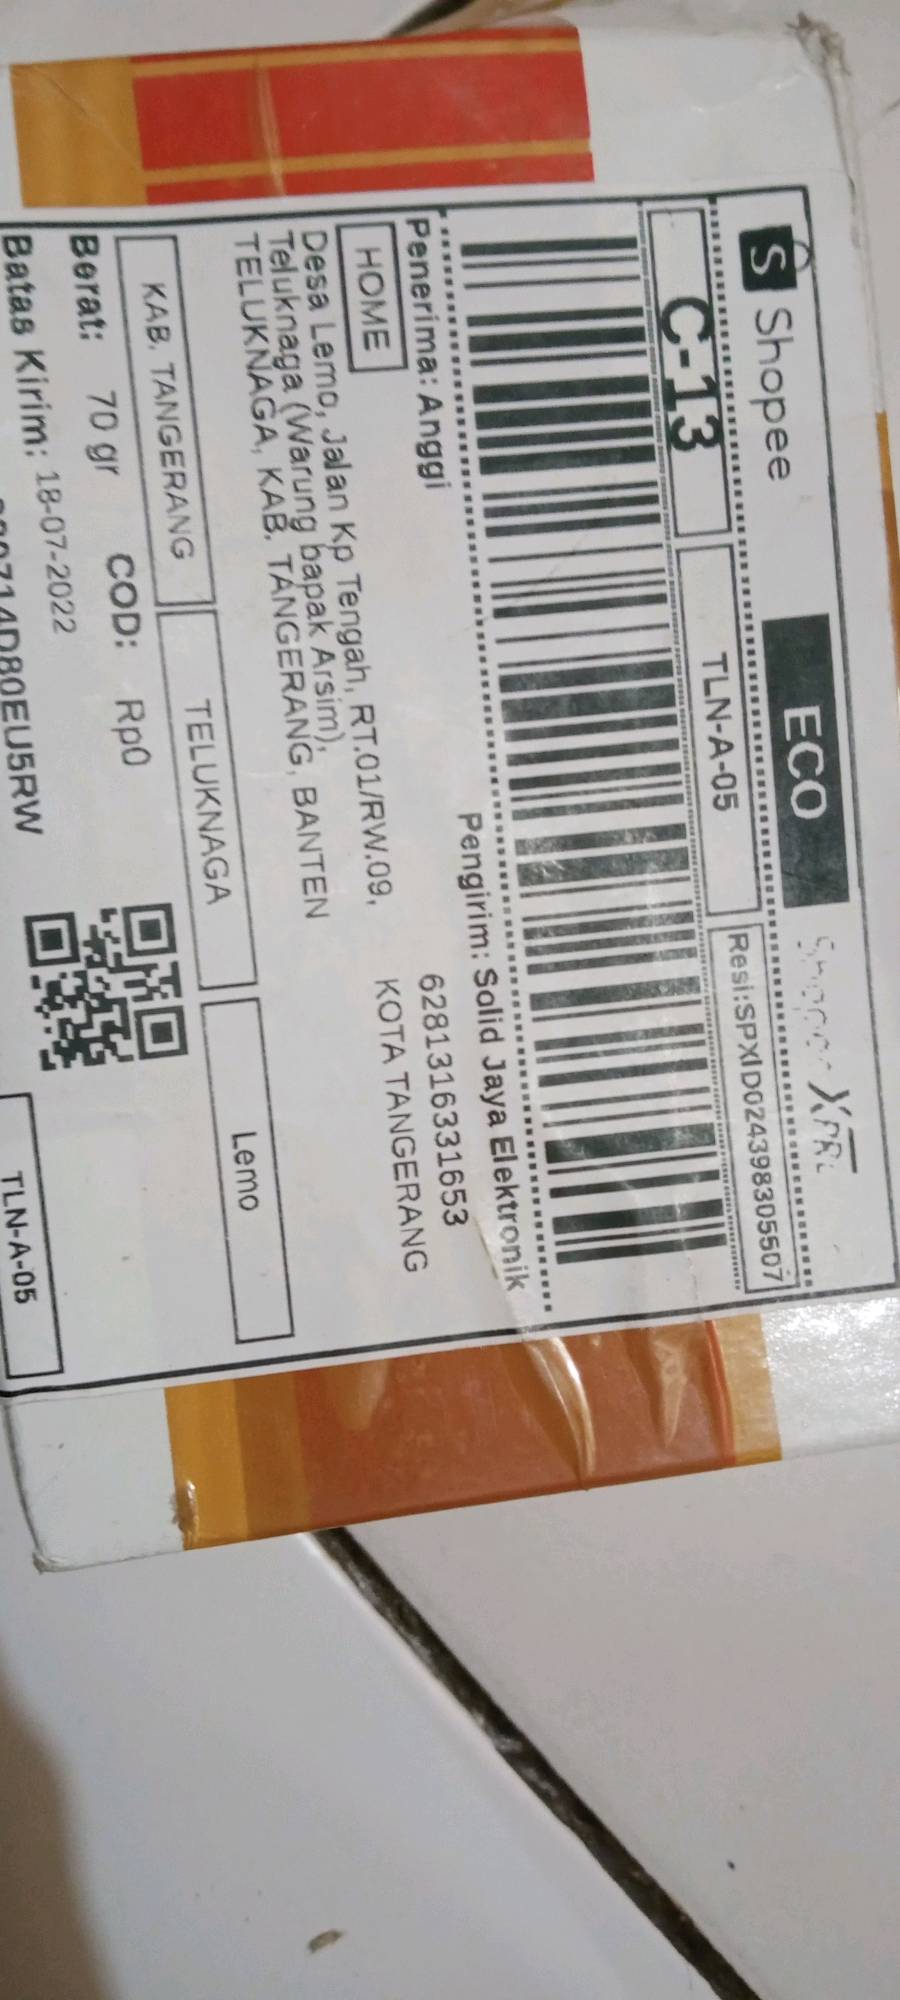 Shopee
ECO
C-13
TLN-A-05
Resi:SPXID024398305507
Penerima: Anggi
Pengirim: Solid Jaya Elektronik
HOME
6281316331653
KOTA TANGERANG
Desa Lemo, Jalan Kp Tengah, RT.01/RW.09,
Teluknaga (Warung bapak Arsim),
TELUKNAGA, KAB. TANGERANG, BANTEN
KAB. TANGERANG
TELUKNAGA
Lemo
Berat: 70 gr
COD: Rp0
Batas Kirim: 18-07-2022
TLN-A-05